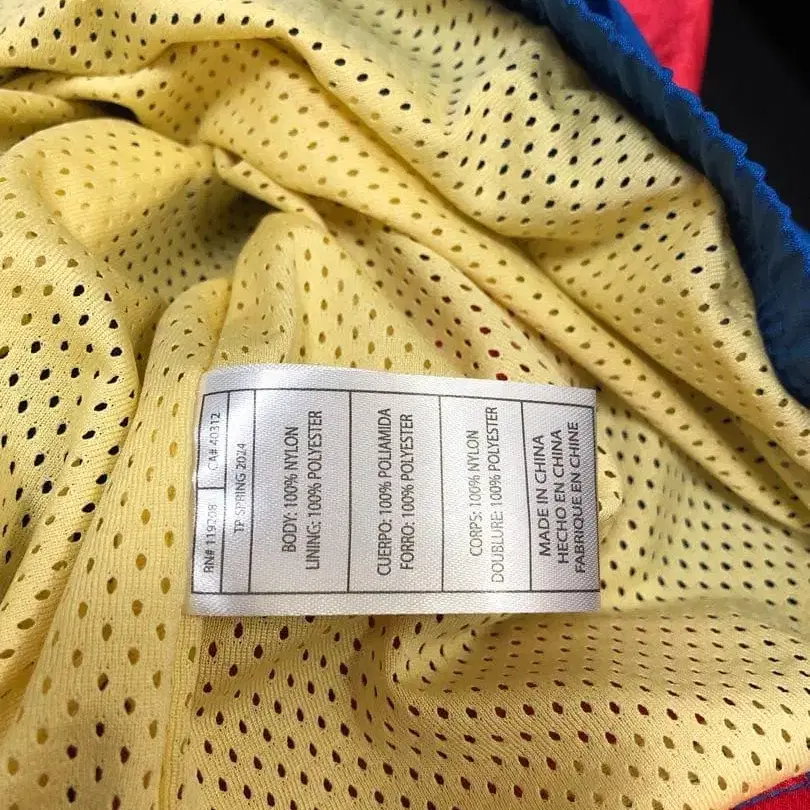 RN# 119208 CA# 40312
TP SPRING 2024
BODY: 100% NYLON
LINING: 100% POLYESTER
CUERPO: 100% POLIAMIDA
FORRO: 100% POLYESTER
CORPS: 100% NYLON
DOUBLURE: 100% POLYESTER
MADE IN CHINA
HECHO EN CHINA
FABRIQUE EN CHINE